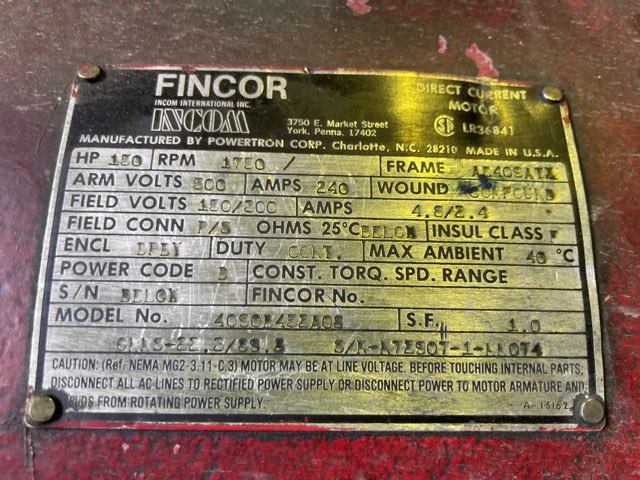 FINCOR
INCOM INTERNATIONAL INC.
INCOM
3750 E. Market Street
York, Penna. 17402
DIRECT CURRENT
MOTOR
LR36841
MANUFACTURED BY POWERTRON CORP. Charlotte, N.C. 28210 MADE IN U.S.A.
HP 150 RPM 1750 / FRAME
ARM VOLTS 500 AMPS 240 WOUND COMPOUND
FIELD VOLTS 150/300 AMPS 4.8/2.4
FIELD CONN P/S OHMS 25°C BELOW INSUL CLASS F
ENCL DPBV DUTY CONT. MAX AMBIENT 40 °C
POWER CODE D CONST. TORQ. SPD. RANGE
S/N BELOW FINCOR No.
MODEL No. S.F. 1.0
CAUTION: (Ref. NEMA MG2-3.11-C.3) MOTOR MAY BE AT LINE VOLTAGE. BEFORE TOUCHING INTERNAL PARTS,
DISCONNECT ALL AC LINES TO RECTIFIED POWER SUPPLY OR DISCONNECT POWER TO MOTOR ARMATURE AND
FIELDS FROM ROTATING POWER SUPPLY. A-15162